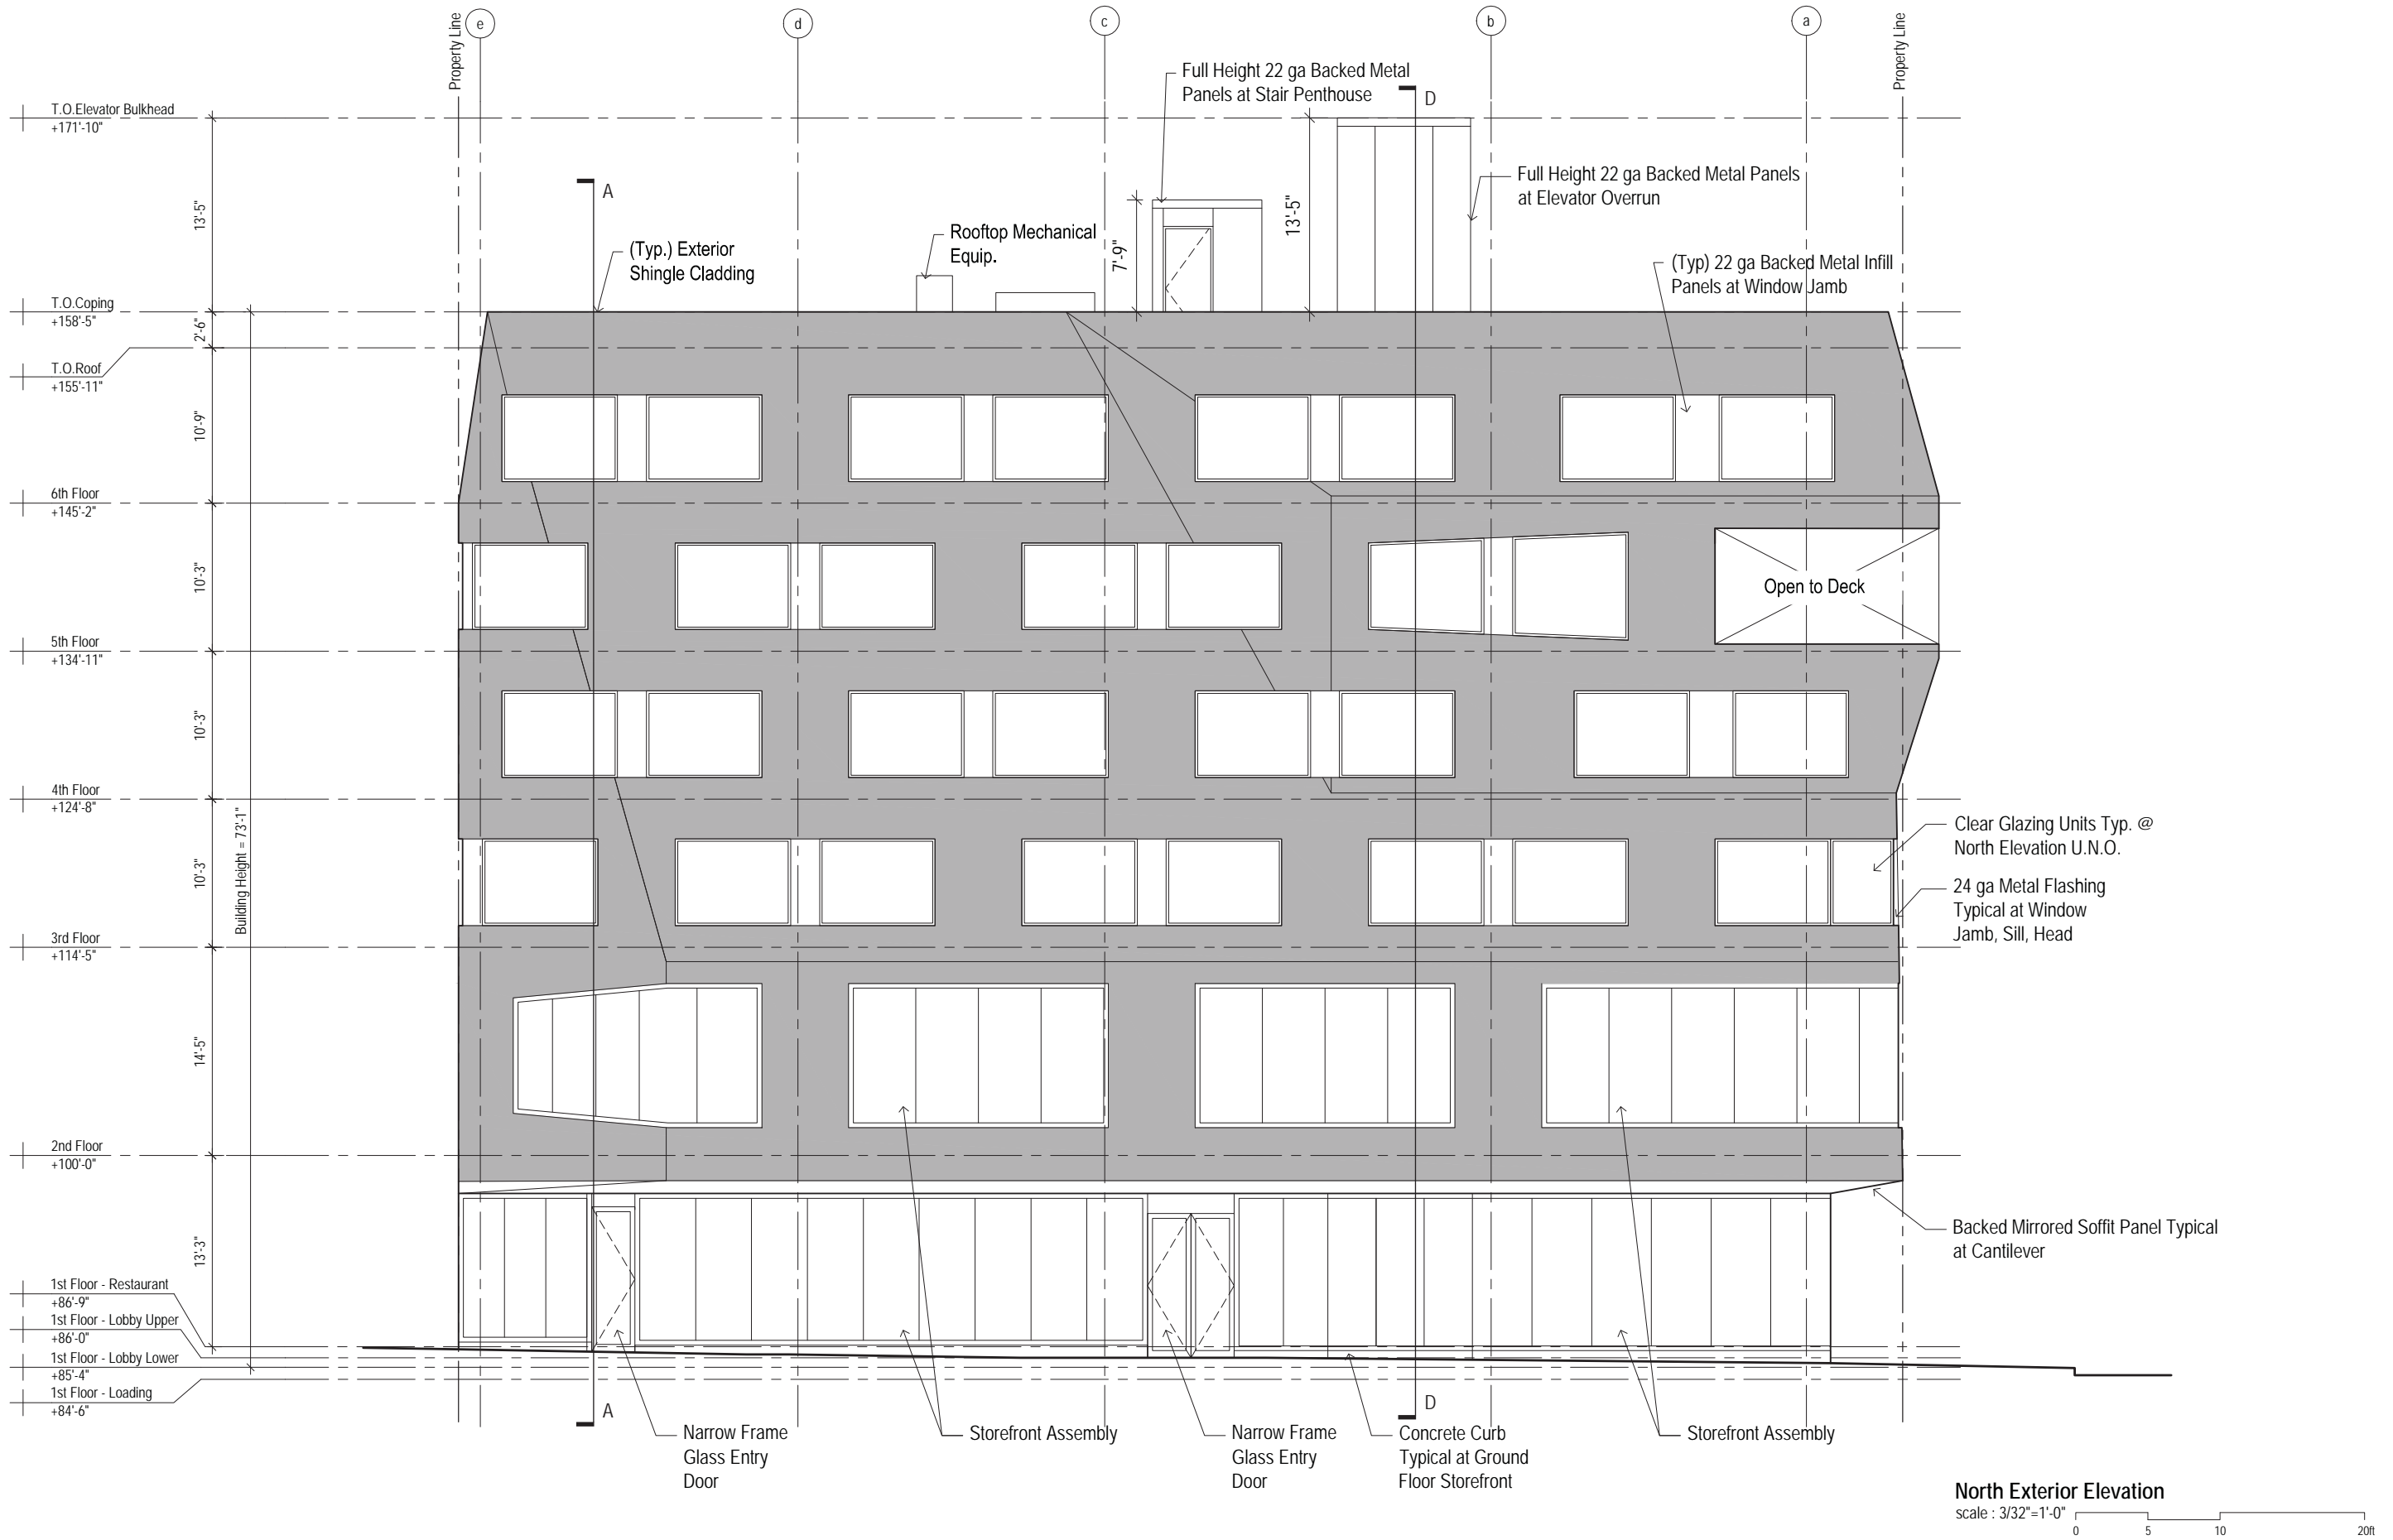 Property Line
e
d
c
b
a
Property Line
Full Height 22 ga Backed Metal
Panels at Stair Penthouse
D
T.O.Elevator Bulkhead
+171'-10"
A
Full Height 22 ga Backed Metal Panels
at Elevator Overrun
13'-5"
13'-5"
7'-9"
Rooftop Mechanical
Equip.
(Typ.) Exterior
Shingle Cladding
(Typ) 22 ga Backed Metal Infill
Panels at Window Jamb
T.O.Coping
+158'-5"
2'-6"
T.O.Roof
+155'-11"
10'-9"
6th Floor
+145'-2"
10'-3"
Open to Deck
5th Floor
+134'-11"
10'-3"
4th Floor
+124'-8"
Building Height = 73'-1"
10'-3"
Clear Glazing Units Typ. @
North Elevation U.N.O.
24 ga Metal Flashing
Typical at Window
Jamb, Sill, Head
3rd Floor
+114'-5"
14'-5"
2nd Floor
+100'-0"
13'-3"
Backed Mirrored Soffit Panel Typical
at Cantilever
1st Floor - Restaurant
+86'-9"
1st Floor - Lobby Upper
+86'-0"
1st Floor - Lobby Lower
+85'-4"
1st Floor - Loading
+84'-6"
A
D
Narrow Frame
Glass Entry
Door
Storefront Assembly
Narrow Frame
Glass Entry
Door
Concrete Curb
Typical at Ground
Floor Storefront
Storefront Assembly
North Exterior Elevation
scale : 3/32"=1'-0"
0 5 10 20ft